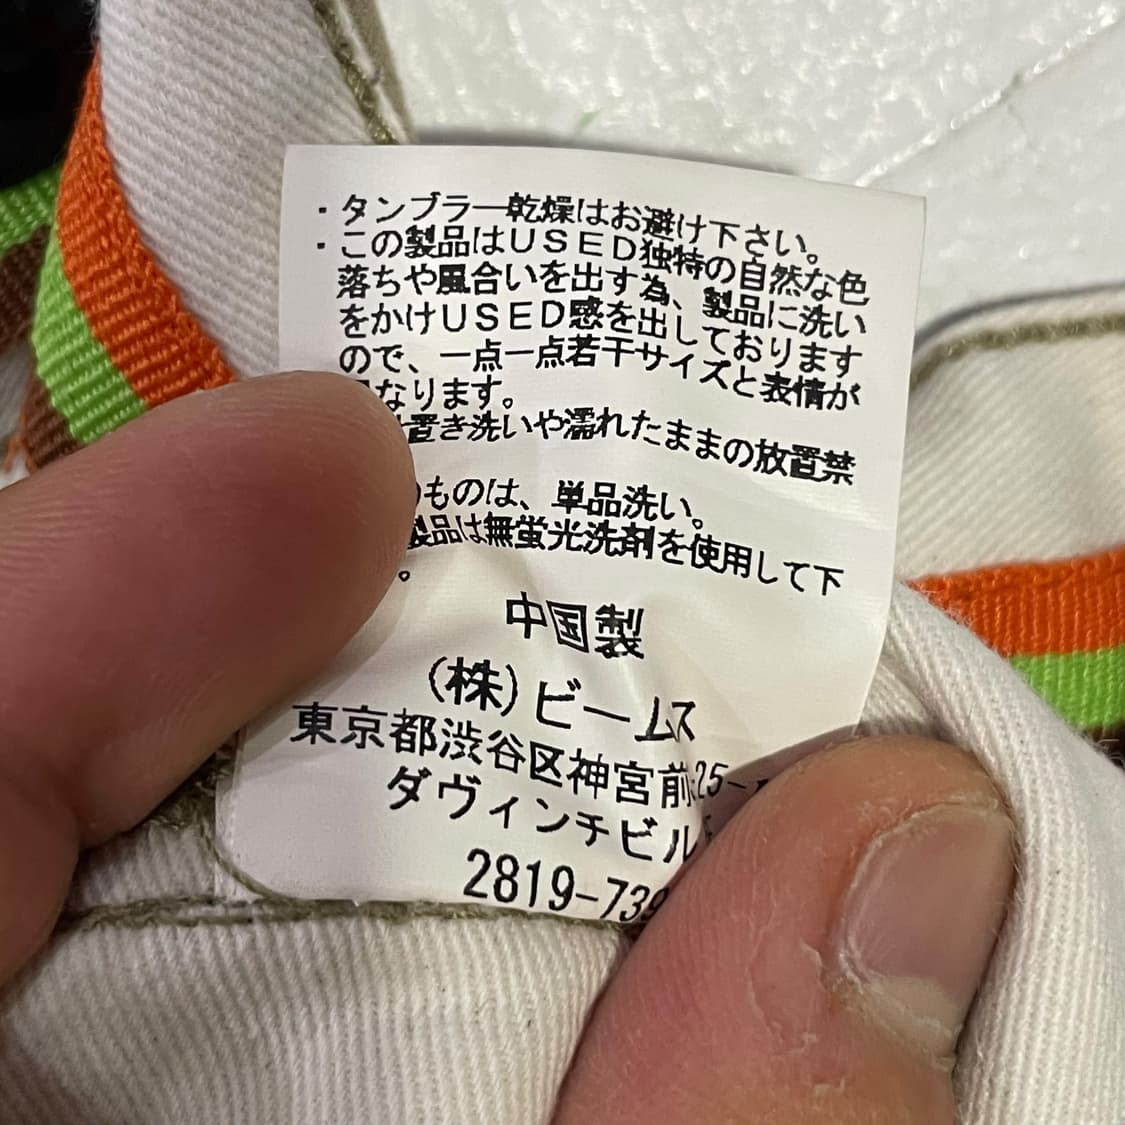 ・タンブラー乾燥はお避け下さい。
・この製品はUSED独特の自然な色
落ちや風合いを出す為、製品に洗い
をかけUSED感を出しております
ので、一点一点若干サイズと表情が
なります。
置き洗いや濡れたままの放置禁
ものは、単品洗い。
製品は無蛍光洗剤を使用して下
。
中国製
(株)ビームス
東京都渋谷区神宮前
ダヴィンチビル
2819-739